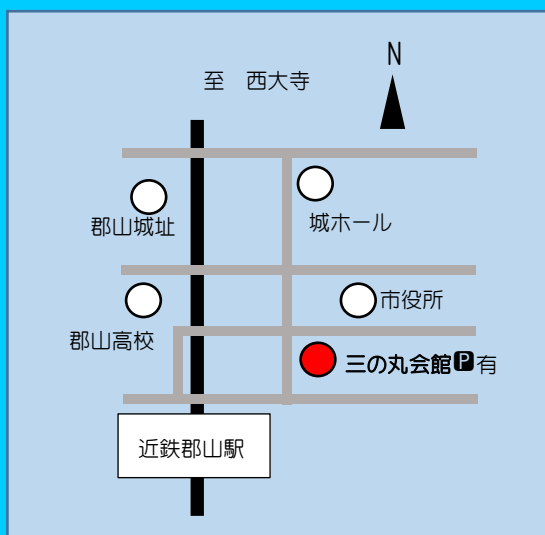 N
至　西大寺
郡山城址
城ホール
市役所
郡山高校
三の丸会館🅿有
近鉄郡山駅